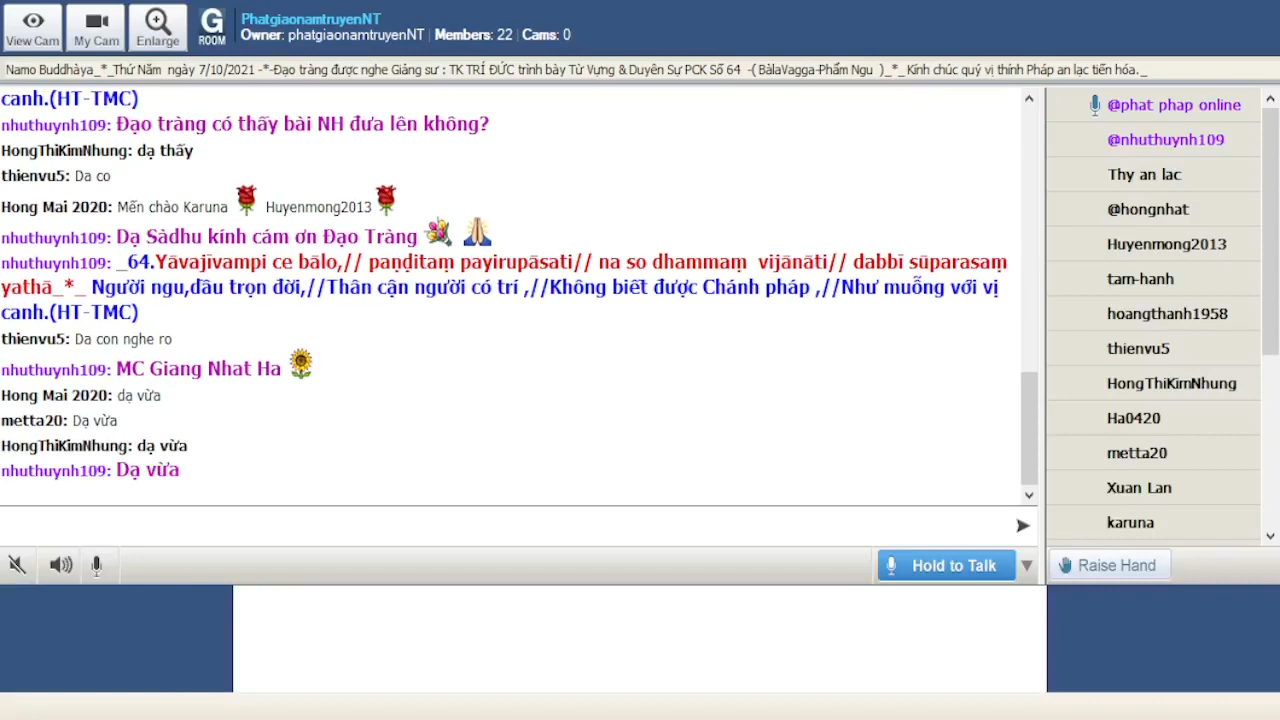 View Cam
My Cam
Enlarge
G
ROOM
PhatgiaonamtruyenNT
Owner: phatgiaonamtruyenNT | Members: 22 | Cams: 0
Namo Buddhàya_*_Thứ Năm ngày 7/10/2021 -*-Đạo tràng được nghe Giảng sư : TK TRÍ ĐỨC trình bày Từ Vựng & Duyên Sự PCK Số 64 -( BàlaVagga-Phẩm Ngu )_*_ Kính chúc quý vị thính Pháp an lạc tiến hóa._
canh.(HT-TMC)
nhuthuynh109: Đạo tràng có thấy bài NH đưa lên không?
HongThiKimNhung: dạ thấy
thienvu5: Da co
Hong Mai 2020: Mến chào Karuna Huyenmong2013
nhuthuynh109: Dạ Sàdhu kính cám ơn Đạo Tràng
nhuthuynh109: _64.Yāvajīvampi ce bālo,// paṇḍitaṃ payirupāsati// na so dhammaṃ vijānāti// dabbī sūparasaṃ
yathā_*_ Người ngu,dầu trọn đời,//Thân cận người có trí ,//Không biết được Chánh pháp ,//Như muỗng với vị
canh.(HT-TMC)
thienvu5: Da con nghe ro
nhuthuynh109: MC Giang Nhat Ha
Hong Mai 2020: dạ vừa
metta20: Dạ vừa
HongThiKimNhung: dạ vừa
nhuthuynh109: Dạ vừa
Hold to Talk
@phat phap online
@nhuthuynh109
Thy an lac
@hongnhat
Huyenmong2013
tam-hanh
hoangthanh1958
thienvu5
HongThiKimNhung
Ha0420
metta20
Xuan Lan
karuna
Raise Hand